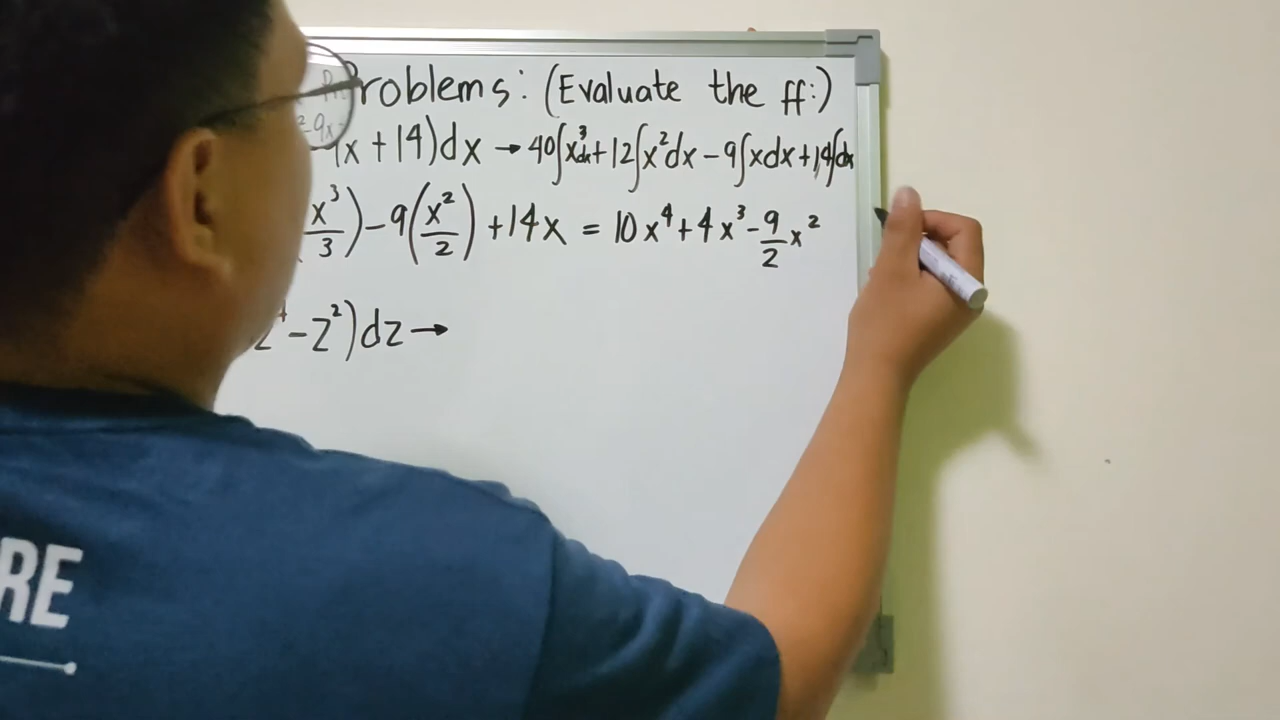 Problems: (Evaluate the ff:)
x + 14)dx → 40∫x³dx + 12∫x²dx − 9∫xdx + 14∫dx
x³/3) − 9(x²/2) + 14x = 10x⁴ + 4x³ − 9/2 x²
z⁴ − z²)dz →
RE